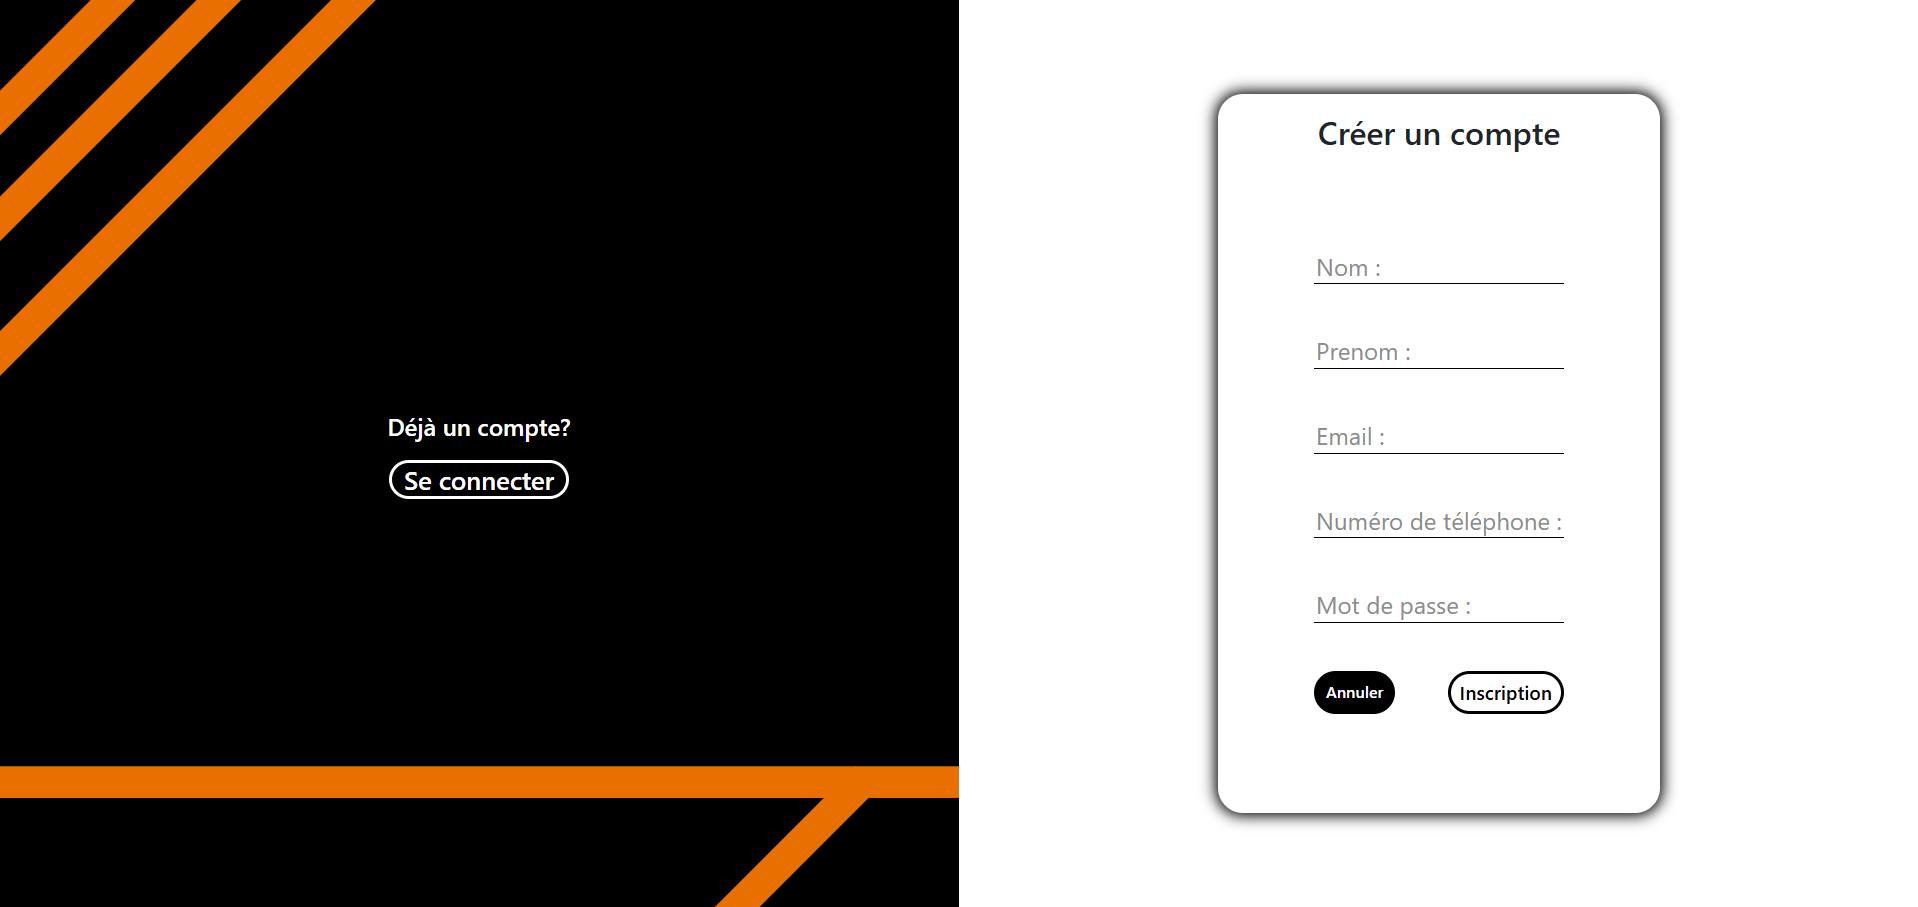 Déjà un compte?
Se connecter
Créer un compte
Nom :
Prenom :
Email :
Numéro de téléphone :
Mot de passe :
Annuler
Inscription